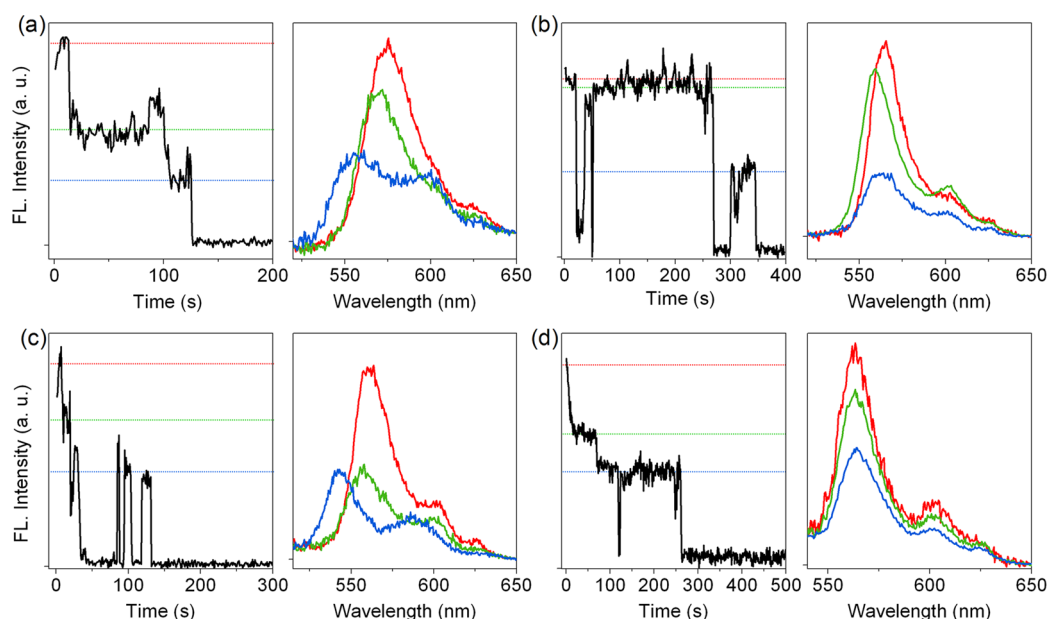 (a)
FL. Intensity (a. u.)
0 100 200
Time (s)
550 600 650
Wavelength (nm)
(b)
0 100 200 300 400
Time (s)
550 600 650
Wavelength (nm)
(c)
FL. Intensity (a. u.)
0 100 200 300
Time (s)
550 600 650
Wavelength (nm)
(d)
0 100 200 300 400 500
Time (s)
550 600 650
Wavelength (nm)